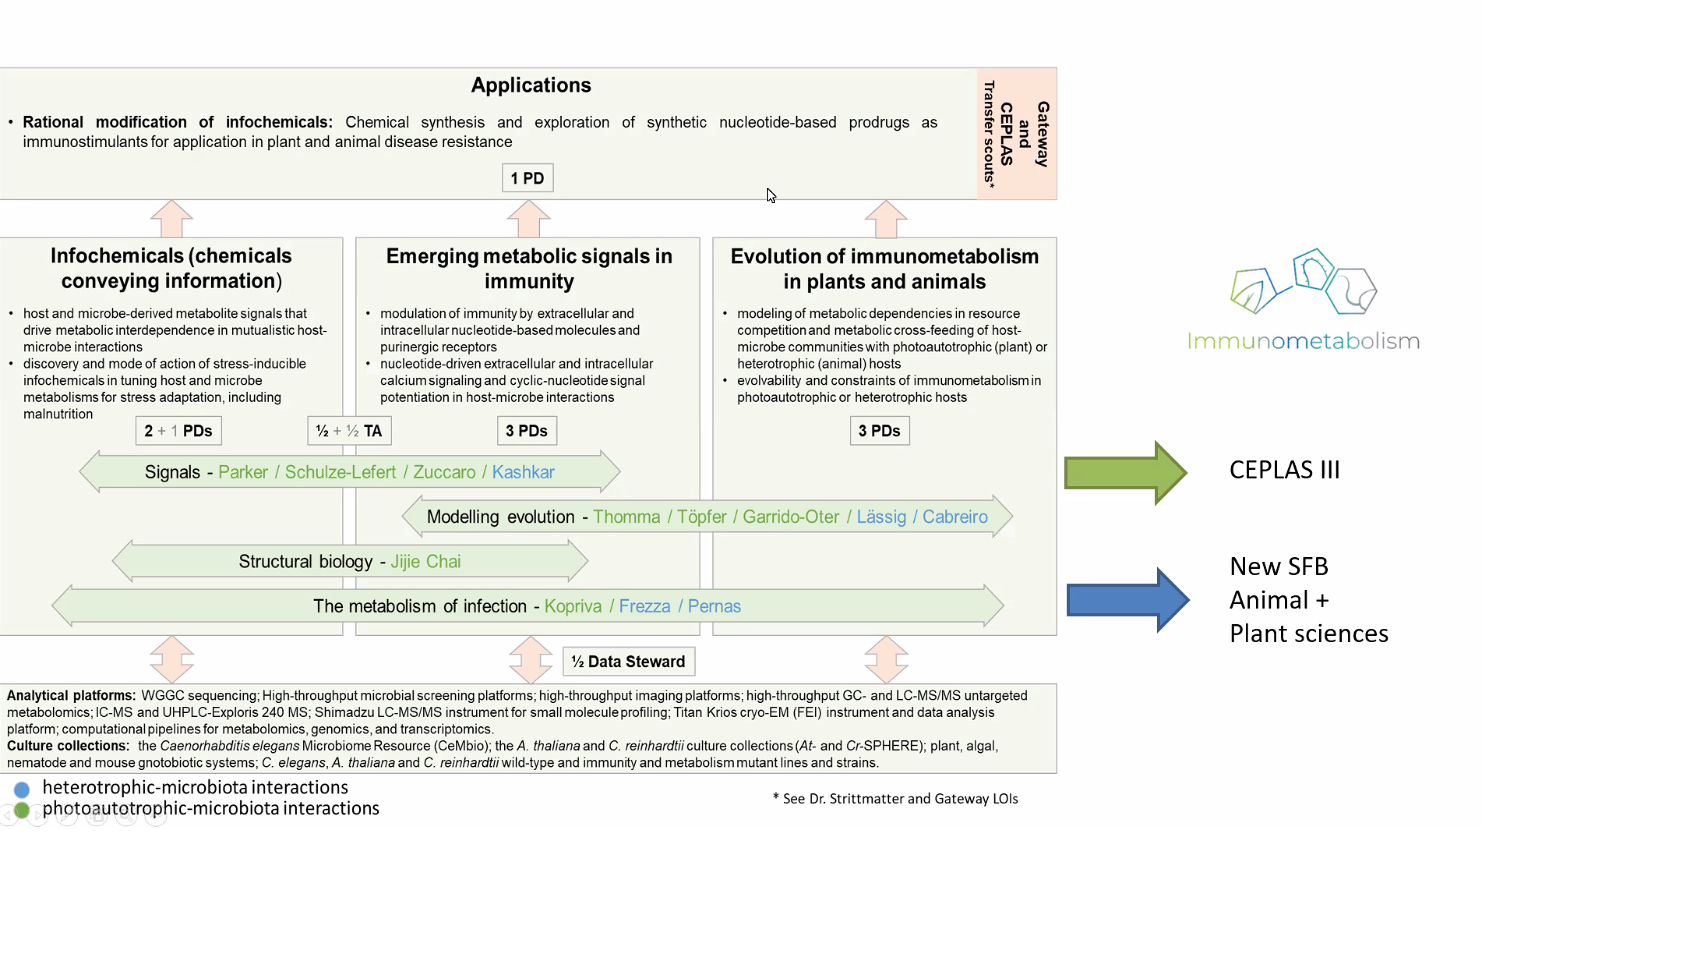 Applications
• Rational modification of infochemicals: Chemical synthesis and exploration of synthetic nucleotide-based prodrugs as
immunostimulants for application in plant and animal disease resistance
1 PD
Gateway
and
CEPLAS
Transfer scouts*
Infochemicals (chemicals
conveying information)
• host and microbe-derived metabolite signals that
drive metabolic interdependence in mutualistic host-
microbe interactions
• discovery and mode of action of stress-inducible
infochemicals in tuning host and microbe
metabolisms for stress adaptation, including
malnutrition
2 + 1 PDs
½ + ½ TA
Emerging metabolic signals in
immunity
• modulation of immunity by extracellular and
intracellular nucleotide-based molecules and
purinergic receptors
• nucleotide-driven extracellular and intracellular
calcium signaling and cyclic-nucleotide signal
potentiation in host-microbe interactions
3 PDs
Evolution of immunometabolism
in plants and animals
• modeling of metabolic dependencies in resource
competition and metabolic cross-feeding of host-
microbe communities with photoautotrophic (plant) or
heterotrophic (animal) hosts
• evolvability and constraints of immunometabolism in
photoautotrophic or heterotrophic hosts
3 PDs
Signals - Parker / Schulze-Lefert / Zuccaro / Kashkar
Modelling evolution - Thomma / Töpfer / Garrido-Oter / Lässig / Cabreiro
Structural biology - Jijie Chai
The metabolism of infection - Kopriva / Frezza / Pernas
½ Data Steward
Analytical platforms: WGGC sequencing; High-throughput microbial screening platforms; high-throughput imaging platforms; high-throughput GC- and LC-MS/MS untargeted
metabolomics; IC-MS and UHPLC-Exploris 240 MS; Shimadzu LC-MS/MS instrument for small molecule profiling; Titan Krios cryo-EM (FEI) instrument and data analysis
platform; computational pipelines for metabolomics, genomics, and transcriptomics.
Culture collections: the Caenorhabditis elegans Microbiome Resource (CeMbio); the A. thaliana and C. reinhardtii culture collections (At- and Cr-SPHERE); plant, algal,
nematode and mouse gnotobiotic systems; C. elegans, A. thaliana and C. reinhardtii wild-type and immunity and metabolism mutant lines and strains.
heterotrophic-microbiota interactions
photoautotrophic-microbiota interactions
* See Dr. Strittmatter and Gateway LOIs
Immunometabolism
CEPLAS III
New SFB
Animal +
Plant sciences